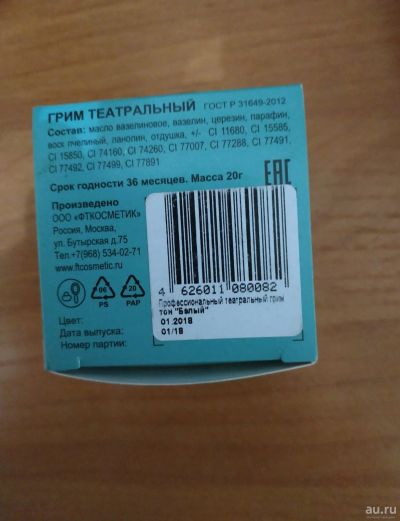 ГРИМ ТЕАТРАЛЬНЫЙ ГОСТ Р 31649-2012
Состав: масло вазелиновое, вазелин, церезин, парафин,
воск пчелиный, ланолин, отдушка, +/- CI 11680, CI 15585,
CI 15850, CI 74160, CI 74260, CI 77007, CI 77288, CI 77491,
CI 77492, CI 77499, CI 77891
Срок годности 36 месяцев. Масса 20г
EAC
Произведено
ООО «ФТКОСМЕТИК»
Россия, Москва,
ул. Бутырская д.75
Тел.+7(968) 534-02-71
www.ftcosmetic.ru
06
PS
20
PAP
Цвет:
Дата выпуска:
Номер партии:
4 626011 080082
Профессиональный театральный грим
тон "Белый"
01.2018
01/18
au.ru